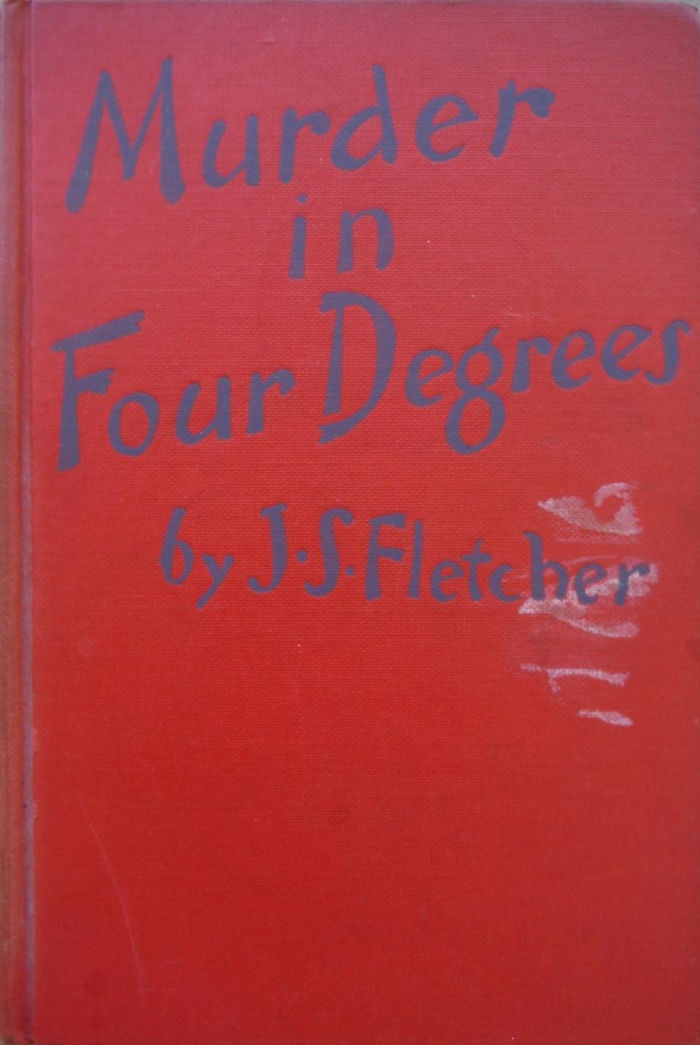 Murder
in
Four Degrees
by J.S. Fletcher